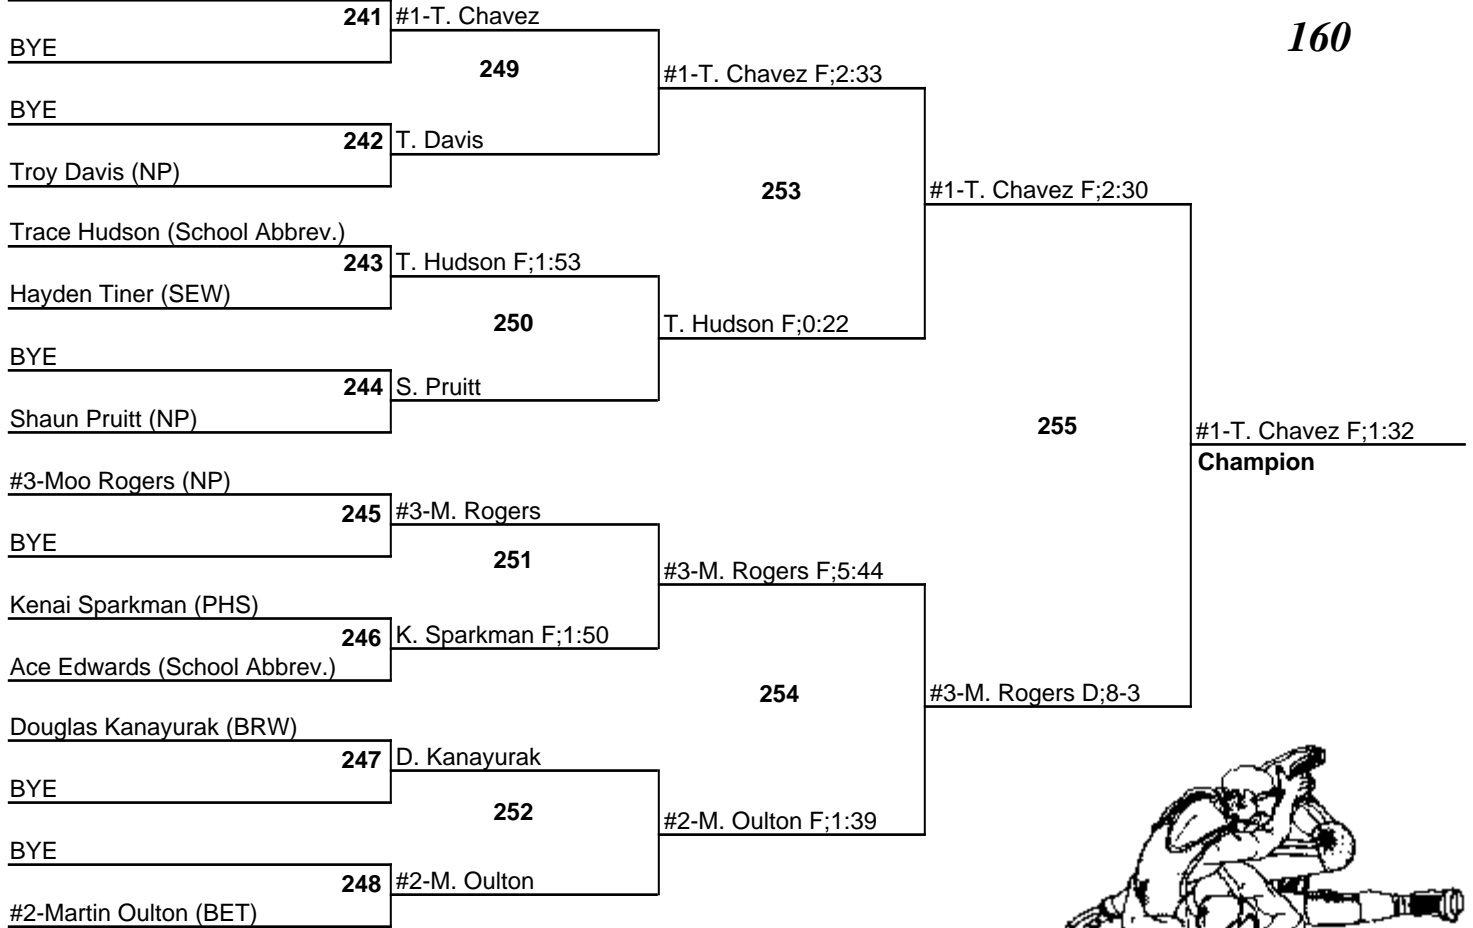 160
241 #1-T. Chavez
BYE
249
#1-T. Chavez F;2:33
BYE
242 T. Davis
Troy Davis (NP)
253
#1-T. Chavez F;2:30
Trace Hudson (School Abbrev.)
243 T. Hudson F;1:53
Hayden Tiner (SEW)
250
T. Hudson F;0:22
BYE
244 S. Pruitt
Shaun Pruitt (NP)
255
#1-T. Chavez F;1:32
Champion
#3-Moo Rogers (NP)
245 #3-M. Rogers
BYE
251
#3-M. Rogers F;5:44
Kenai Sparkman (PHS)
246 K. Sparkman F;1:50
Ace Edwards (School Abbrev.)
254
#3-M. Rogers D;8-3
Douglas Kanayurak (BRW)
247 D. Kanayurak
BYE
252
#2-M. Oulton F;1:39
BYE
248 #2-M. Oulton
#2-Martin Oulton (BET)